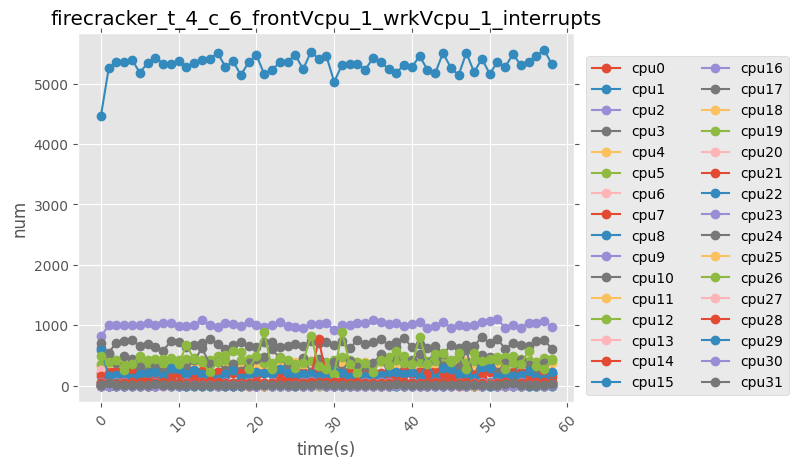 firecracker_t_4_c_6_frontVcpu_1_wrkVcpu_1_interrupts
num
5000
4000
3000
2000
1000
0
0
10
20
30
40
50
60
time(s)
cpu0
cpu1
cpu2
cpu3
cpu4
cpu5
cpu6
cpu7
cpu8
cpu9
cpu10
cpu11
cpu12
cpu13
cpu14
cpu15
cpu16
cpu17
cpu18
cpu19
cpu20
cpu21
cpu22
cpu23
cpu24
cpu25
cpu26
cpu27
cpu28
cpu29
cpu30
cpu31